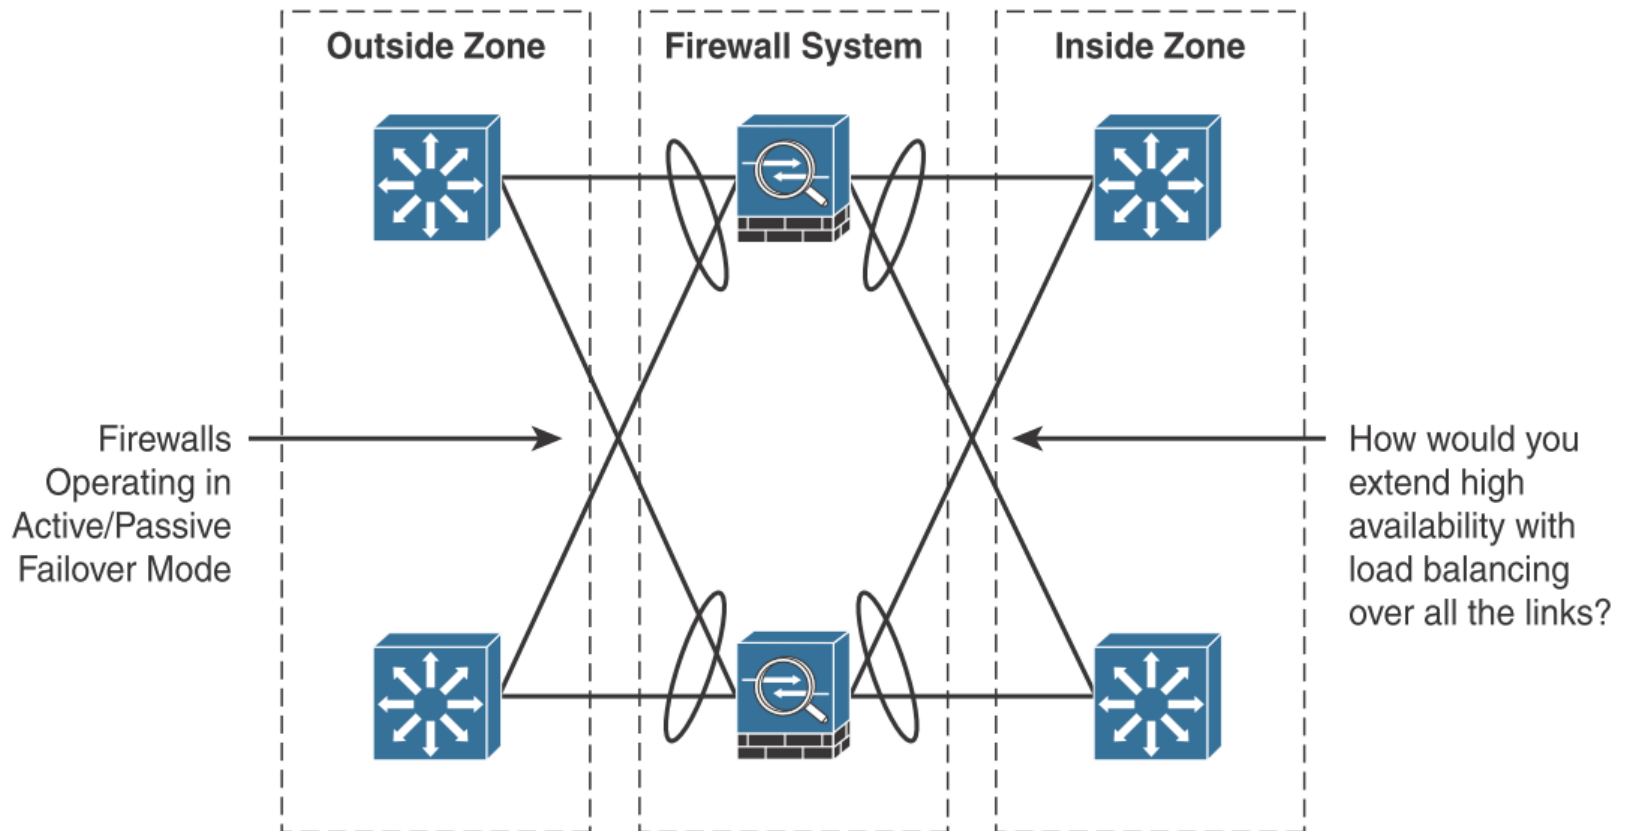 Outside Zone
Firewall System
Inside Zone
Firewalls
Operating in
Active/Passive
Failover Mode
How would you
extend high
availability with
load balancing
over all the links?